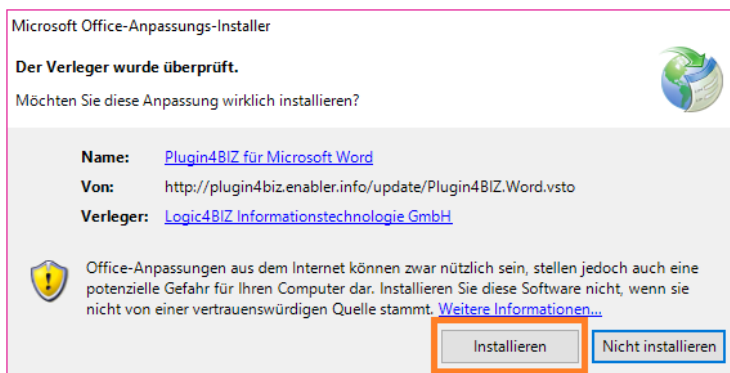 Microsoft Office-Anpassungs-Installer
Der Verleger wurde überprüft.
Möchten Sie diese Anpassung wirklich installieren?
Name: Plugin4BIZ für Microsoft Word
Von: http://plugin4biz.enabler.info/update/Plugin4BIZ.Word.vsto
Verleger: Logic4BIZ Informationstechnologie GmbH
Office-Anpassungen aus dem Internet können zwar nützlich sein, stellen jedoch auch eine
potenzielle Gefahr für Ihren Computer dar. Installieren Sie diese Software nicht, wenn sie
nicht von einer vertrauenswürdigen Quelle stammt. Weitere Informationen...
Installieren Nicht installieren